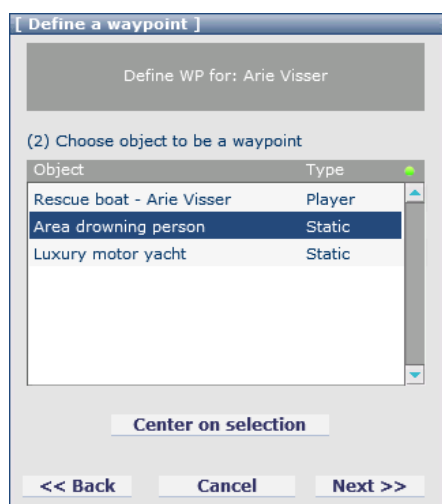 [ Define a waypoint ]
Define WP for: Arie Visser
(2) Choose object to be a waypoint
Object Type
Rescue boat - Arie Visser Player
Area drowning person Static
Luxury motor yacht Static
Center on selection
<< Back Cancel Next >>